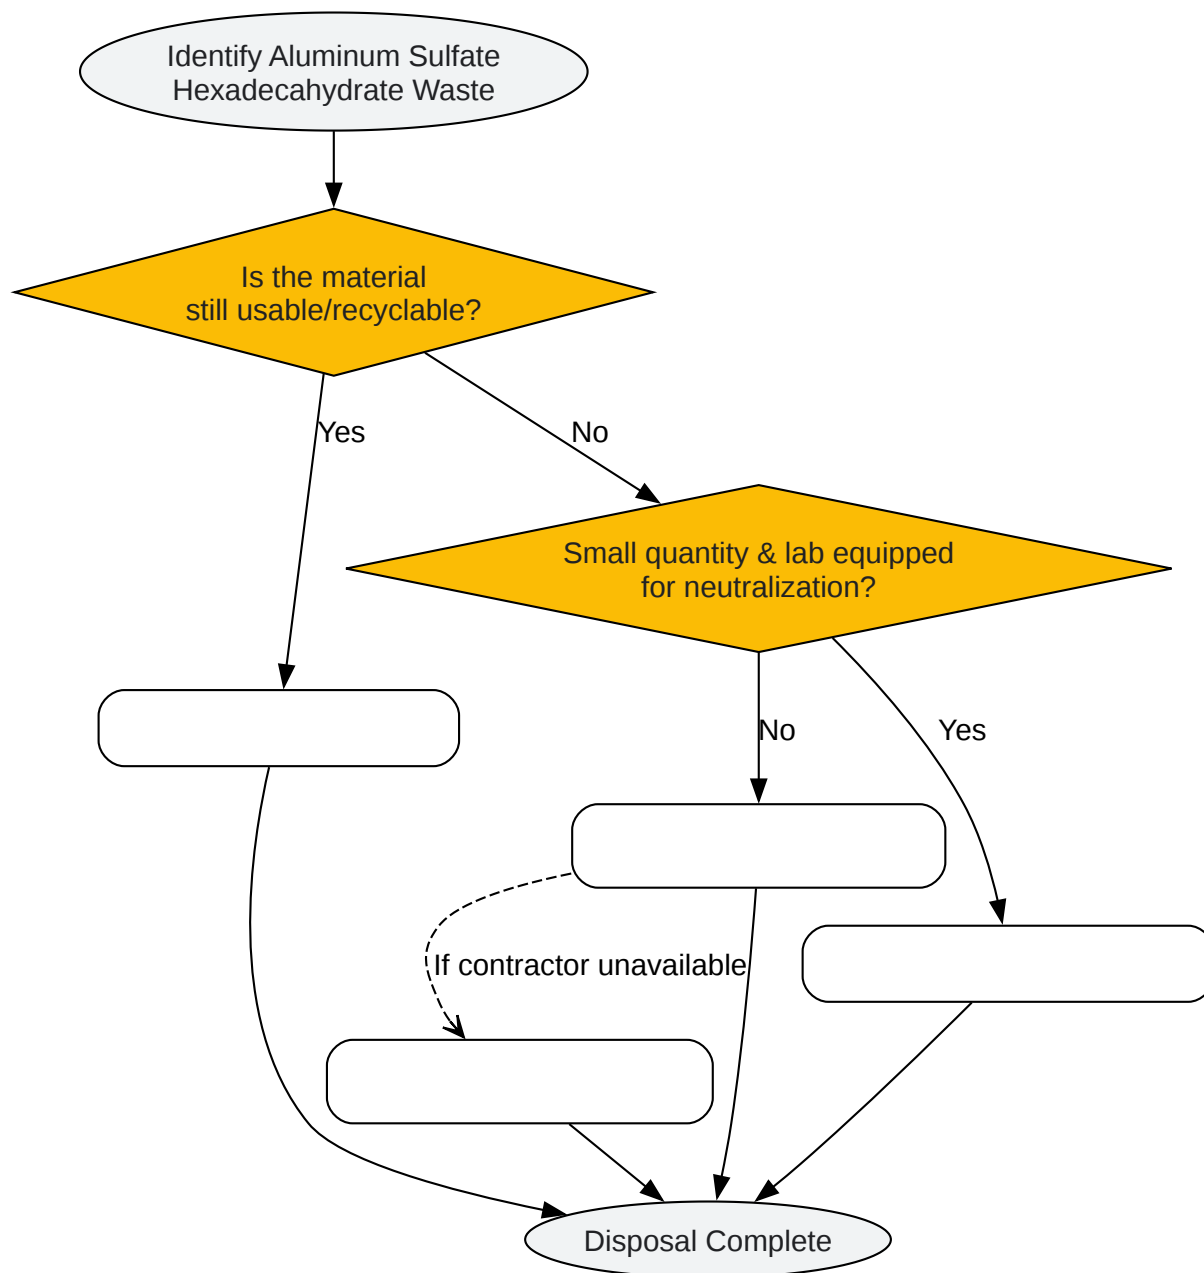 Identify Aluminum Sulfate
Hexadecahydrate Waste
Is the material
still usable/recyclable?
Yes
No
Small quantity & lab equipped
for neutralization?
No
Yes
If contractor unavailable
Disposal Complete